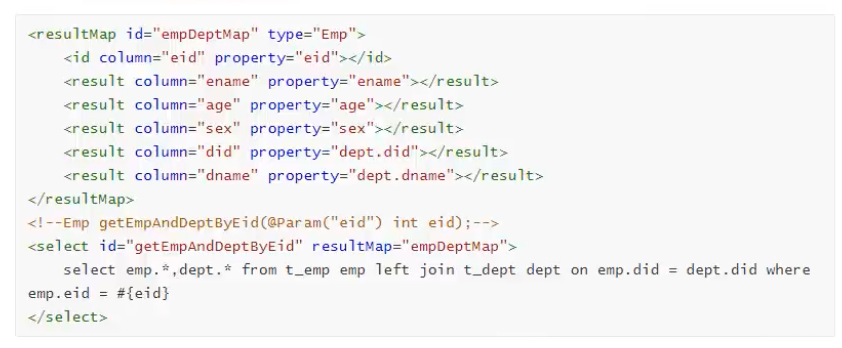 <resultMap id="empDeptMap" type="Emp">
    <id column="eid" property="eid"></id>
    <result column="ename" property="ename"></result>
    <result column="age" property="age"></result>
    <result column="sex" property="sex"></result>
    <result column="did" property="dept.did"></result>
    <result column="dname" property="dept.dname"></result>
</resultMap>
<!--Emp getEmpAndDeptByEid(@Param("eid") int eid);-->
<select id="getEmpAndDeptByEid" resultMap="empDeptMap">
    select emp.*,dept.* from t_emp emp left join t_dept dept on emp.did = dept.did where
emp.eid = #{eid}
</select>